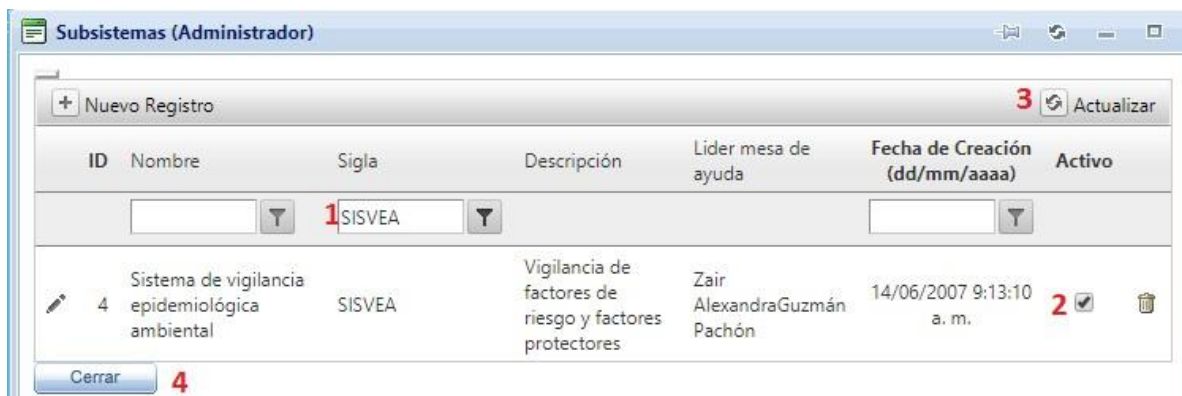 Subsistemas (Administrador)
Nuevo Registro 3 Actualizar
ID Nombre Sigla Descripción Lider mesa de ayuda Fecha de Creación (dd/mm/aaaa) Activo
1 SISVEA
4 Sistema de vigilancia epidemiológica ambiental SISVEA Vigilancia de factores de riesgo y factores protectores Zair AlexandraGuzmán Pachón 14/06/2007 9:13:10 a. m. 2
Cerrar 4